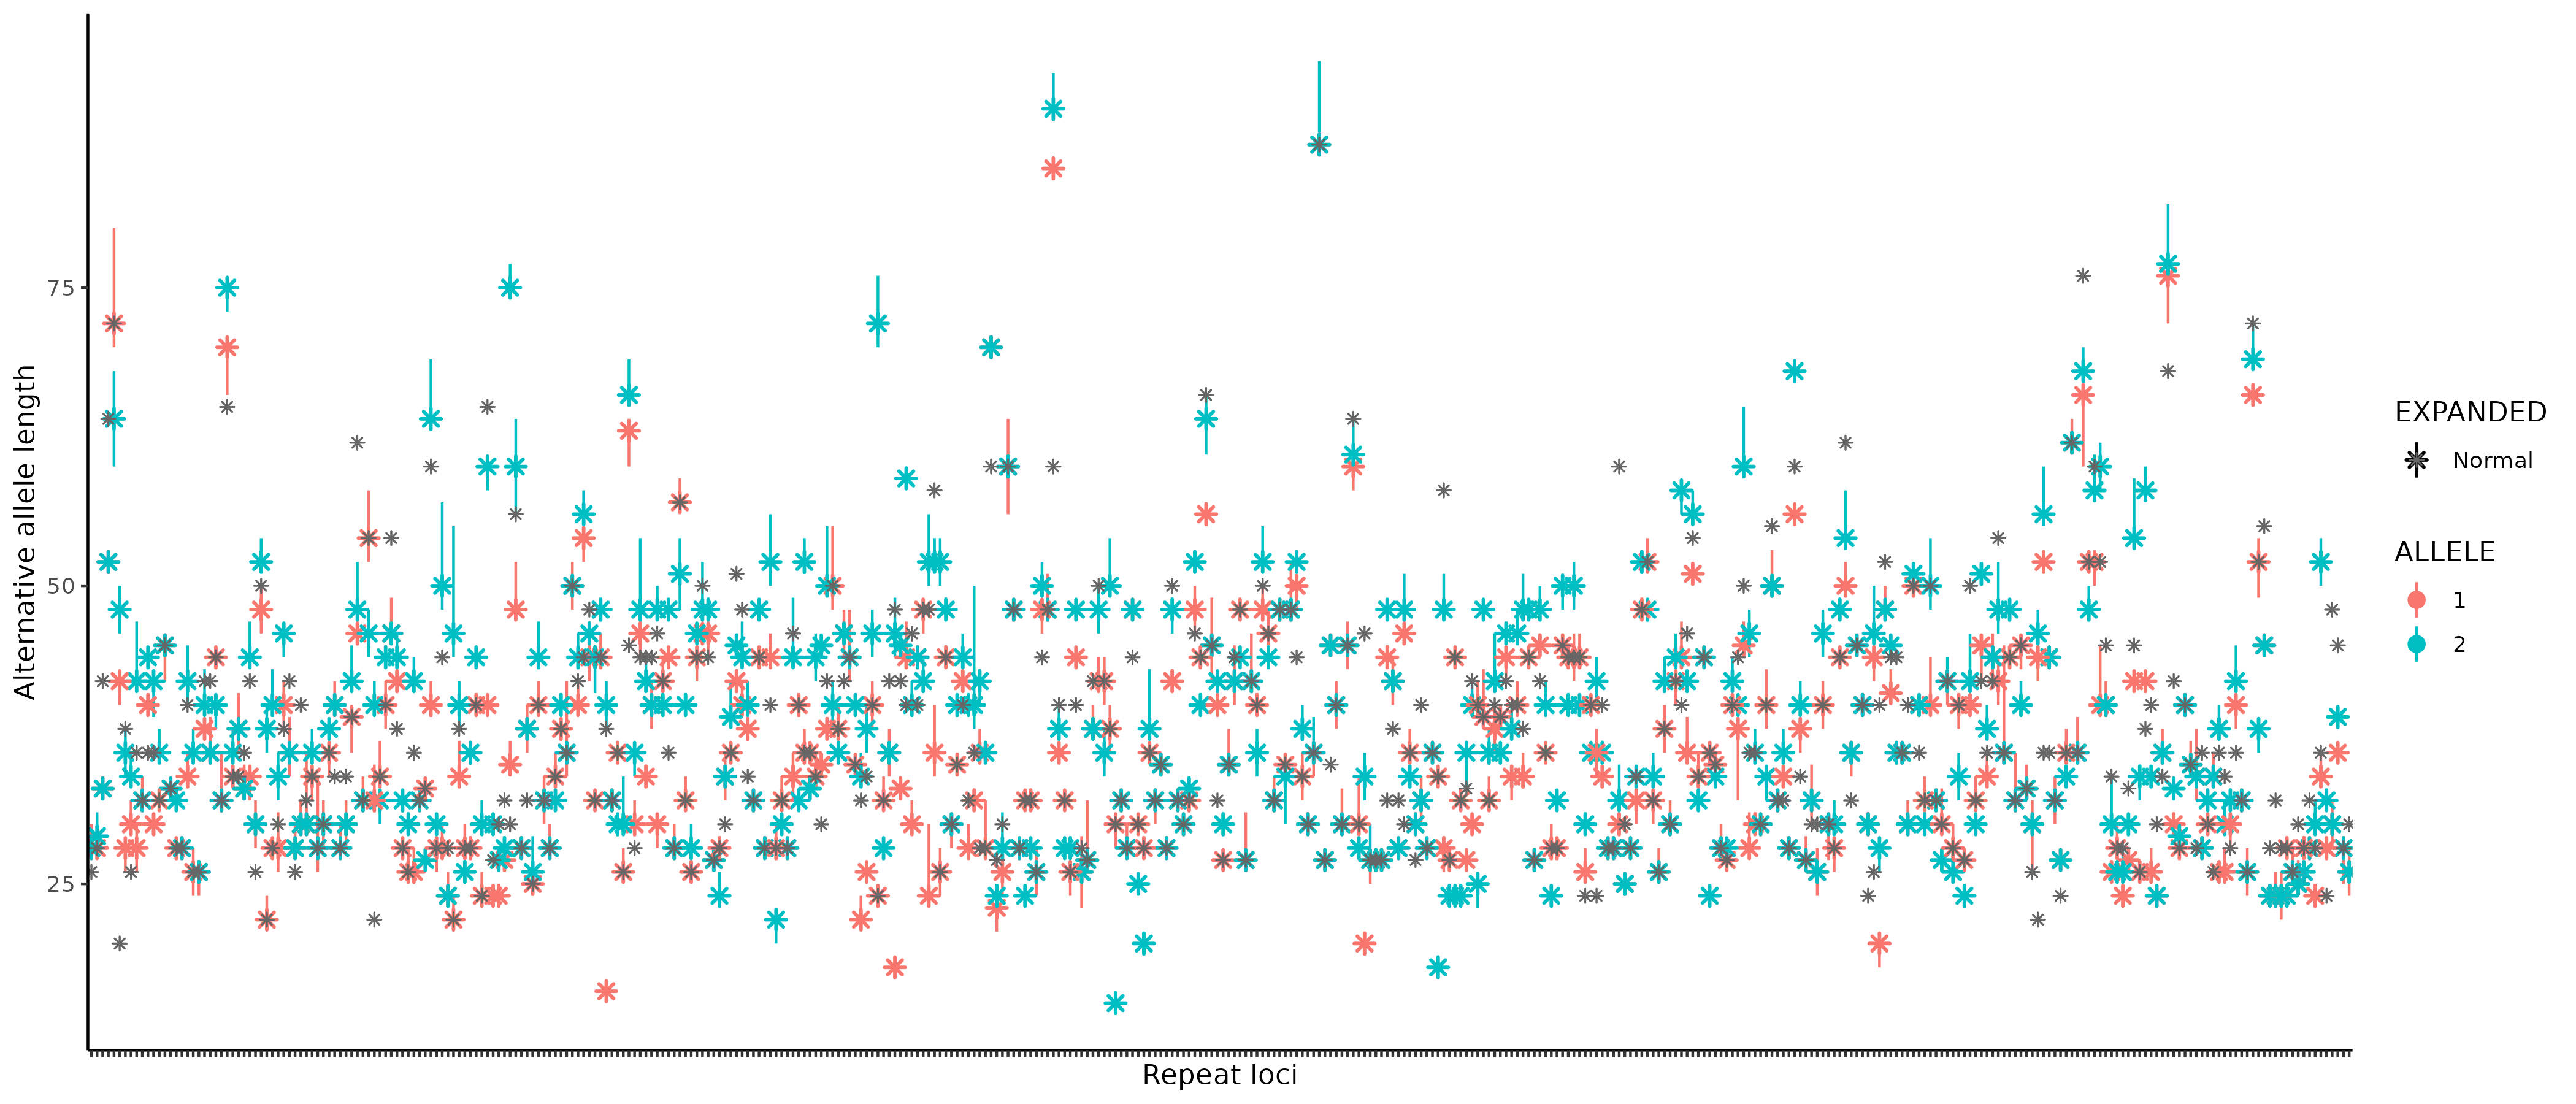 Alternative allele length
75
50
25
Repeat loci
EXPANDED
Normal
ALLELE
1
2